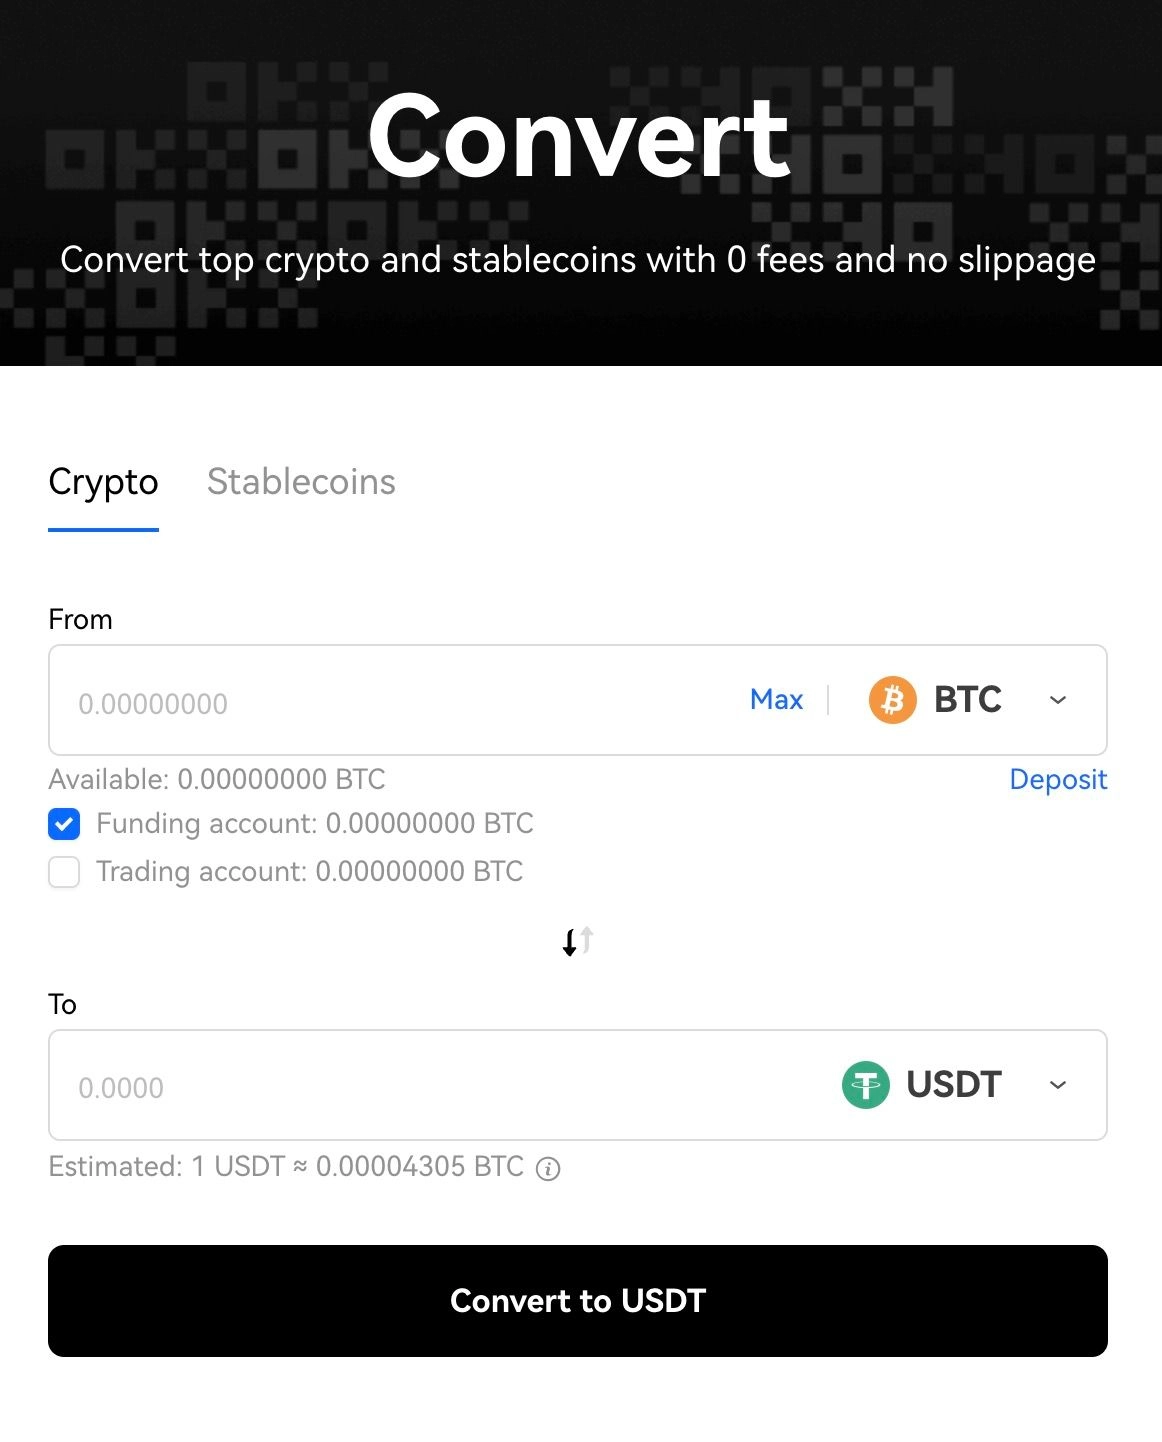 Convert
Convert top crypto and stablecoins with 0 fees and no slippage
Crypto Stablecoins
From
0.00000000 Max BTC
Available: 0.00000000 BTC Deposit
Funding account: 0.00000000 BTC
Trading account: 0.00000000 BTC
To
0.0000 USDT
Estimated: 1 USDT ≈ 0.00004305 BTC
Convert to USDT